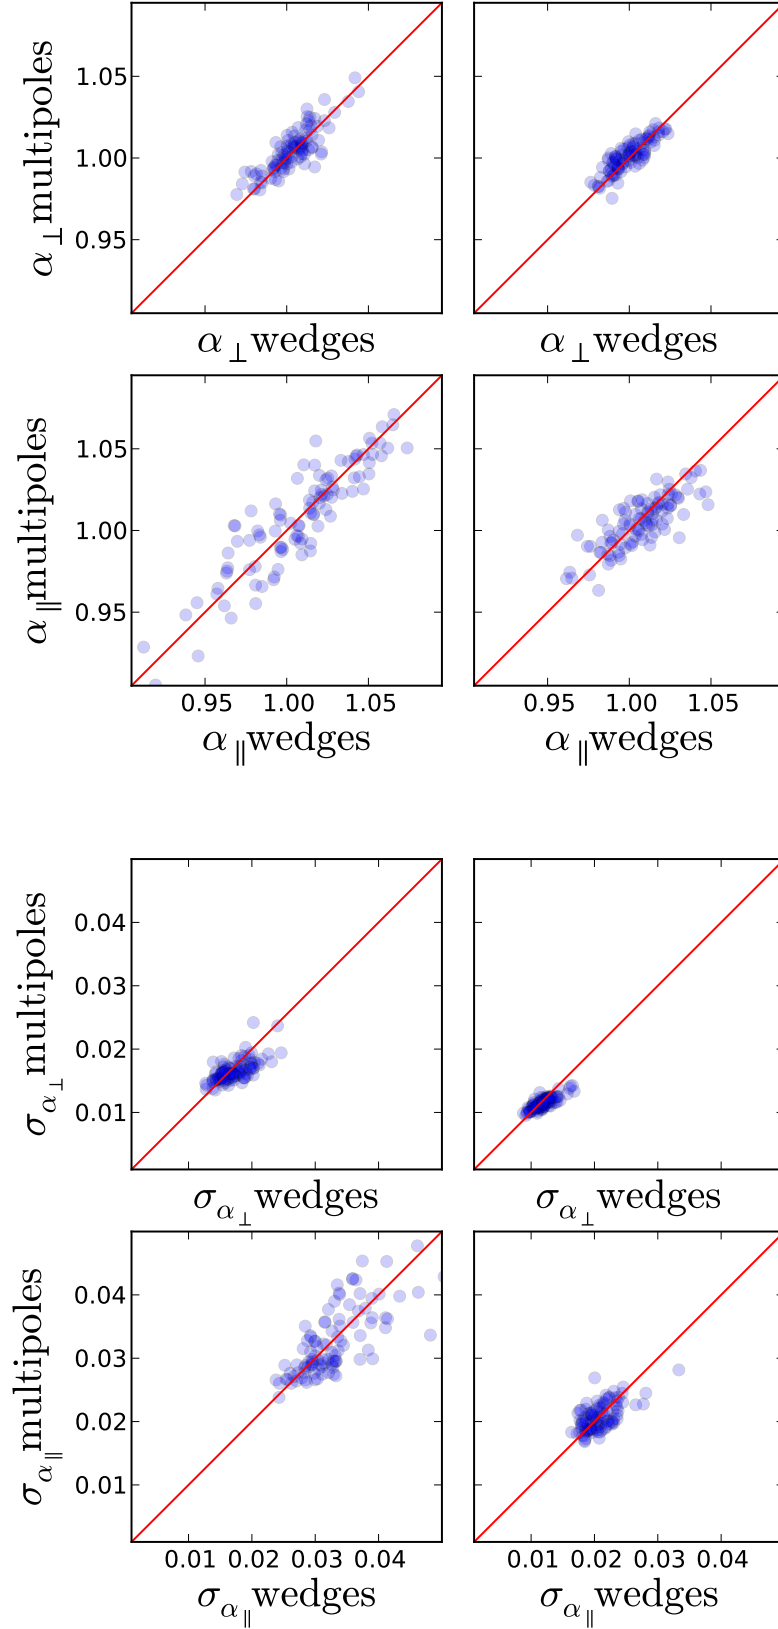 1.05
1.00
0.95
α⊥multipoles
α⊥wedges
α⊥wedges
1.05
1.00
0.95
α∥multipoles
0.95 1.00 1.05
0.95 1.00 1.05
α∥wedges
α∥wedges
0.04
0.03
0.02
0.01
σα⊥multipoles
σα⊥wedges
σα⊥wedges
0.04
0.03
0.02
0.01
σα∥multipoles
0.01 0.02 0.03 0.04
0.01 0.02 0.03 0.04
σα∥wedges
σα∥wedges